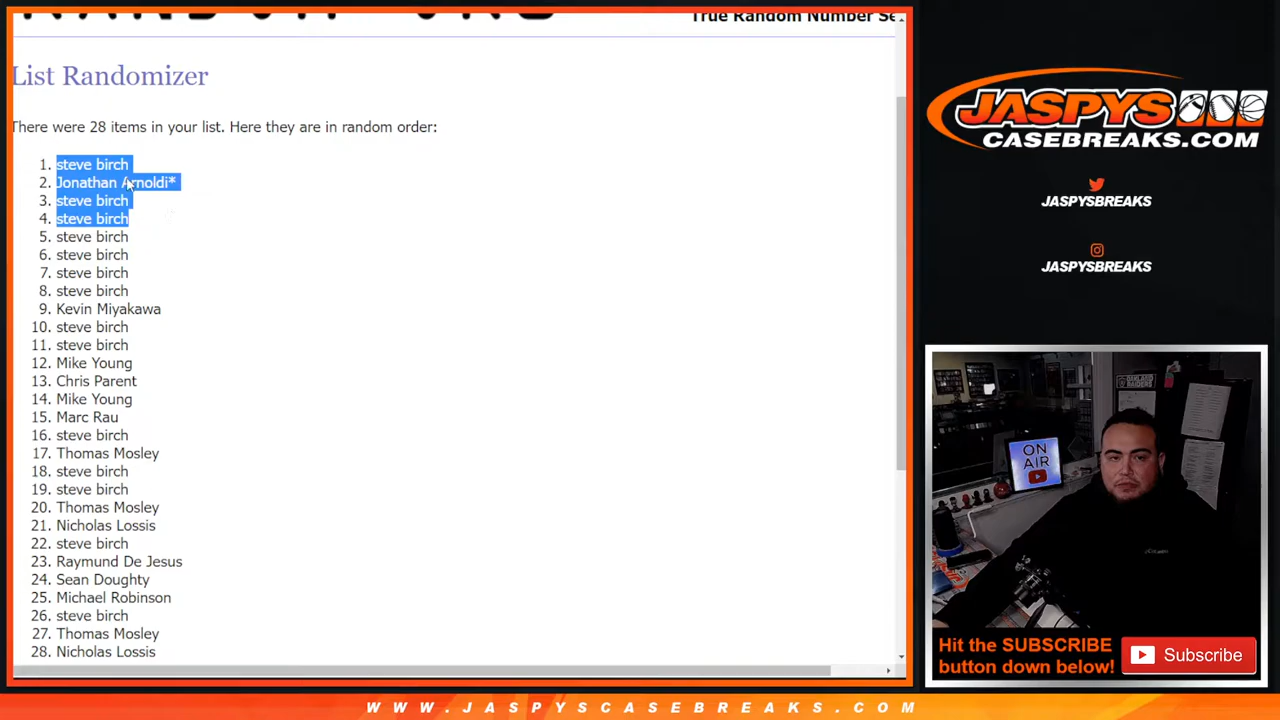 True Random Number Se
List Randomizer
There were 28 items in your list. Here they are in random order:
1. steve birch
2. Jonathan Arnoldi*
3. steve birch
4. steve birch
5. steve birch
6. steve birch
7. steve birch
8. steve birch
9. Kevin Miyakawa
10. steve birch
11. steve birch
12. Mike Young
13. Chris Parent
14. Mike Young
15. Marc Rau
16. steve birch
17. Thomas Mosley
18. steve birch
19. steve birch
20. Thomas Mosley
21. Nicholas Lossis
22. steve birch
23. Raymund De Jesus
24. Sean Doughty
25. Michael Robinson
26. steve birch
27. Thomas Mosley
28. Nicholas Lossis
JASPYS
CASEBREAKS.COM
JASPYSBREAKS
JASPYSBREAKS
OAKLAND
RAIDERS
ON
AIR
Hit the SUBSCRIBE
button down below!
Subscribe
WWW.JASPYSCASEBREAKS.COM